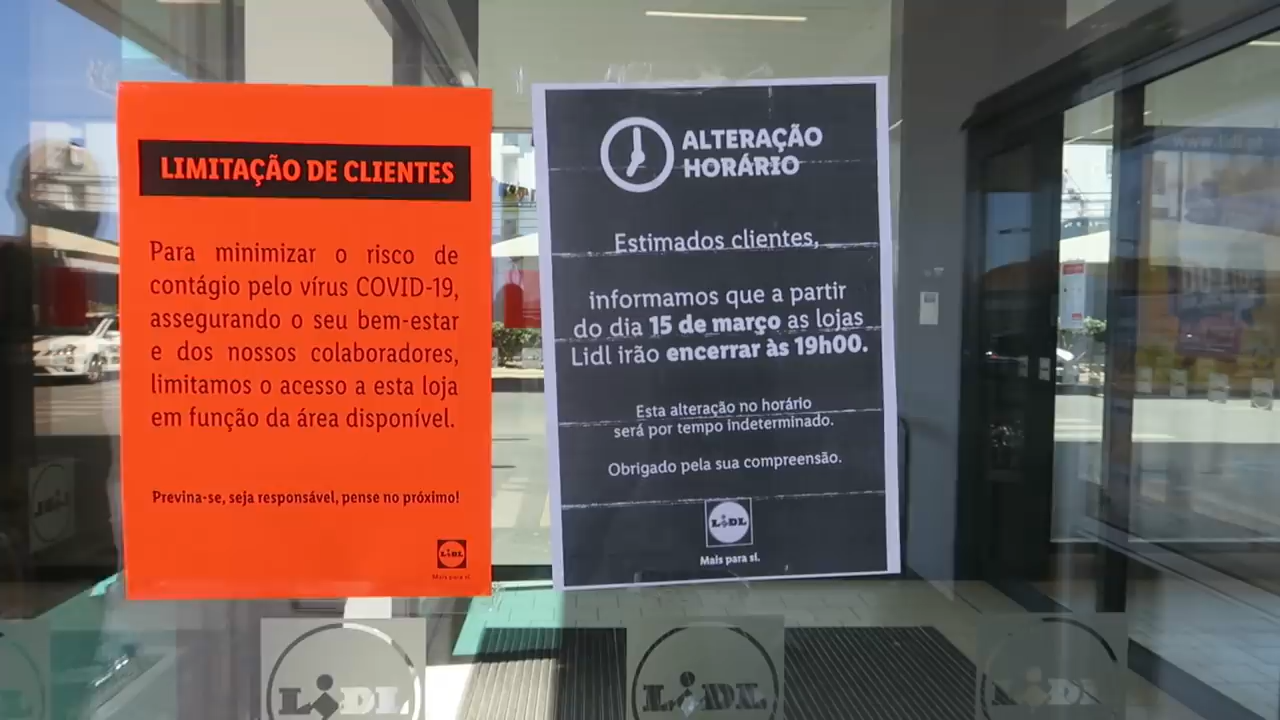 LIMITAÇÃO DE CLIENTES
Para minimizar o risco de
contágio pelo vírus COVID-19,
assegurando o seu bem-estar
e dos nossos colaboradores,
limitamos o acesso a esta loja
em função da área disponível.
Previna-se, seja responsável, pense no próximo!
LIDL
Mais para si.
ALTERAÇÃO
HORÁRIO
Estimados clientes,
informamos que a partir
do dia 15 de março as lojas
Lidl irão encerrar às 19h00.
Esta alteração no horário
será por tempo indeterminado.
Obrigado pela sua compreensão.
LIDL
Mais para si.
LIDL
LIDL
LIDL